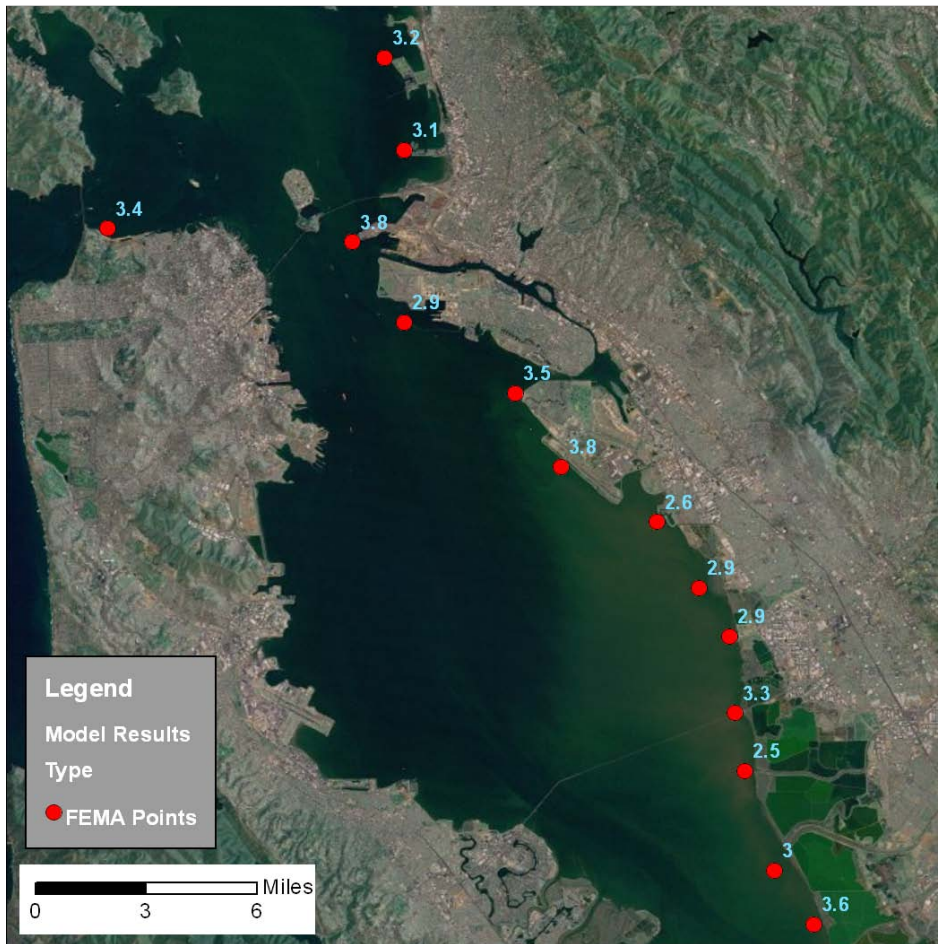 3.2
3.1
3.4
3.8
2.9
3.5
3.8
2.6
2.9
2.9
3.3
2.5
3
3.6
Legend
Model Results
Type
FEMA Points
Miles
0 3 6